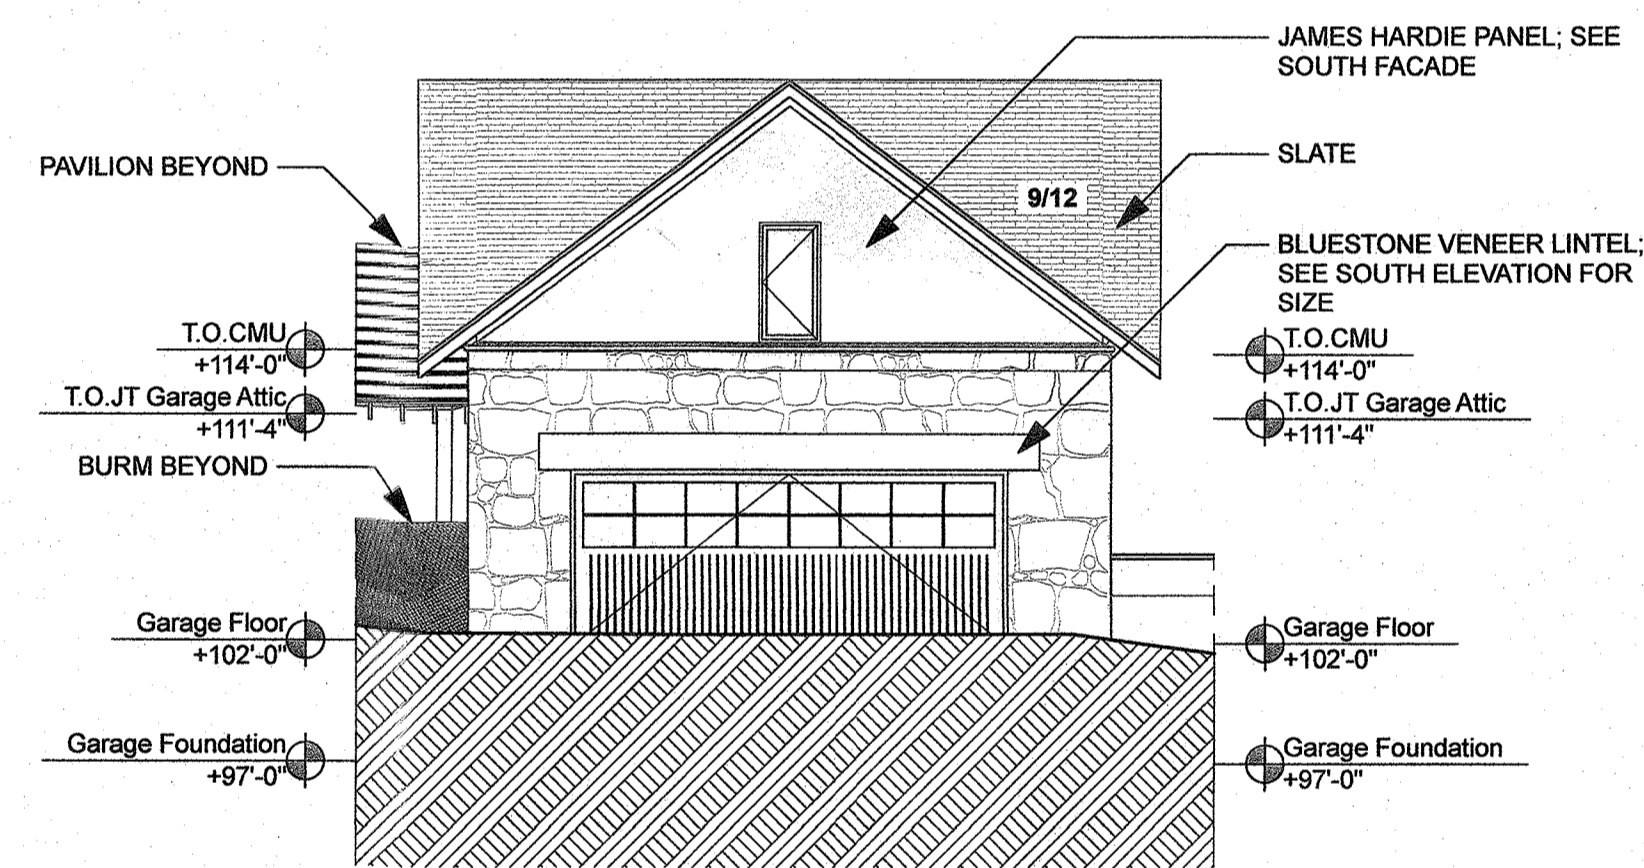 JAMES HARDIE PANEL; SEE
SOUTH FACADE
PAVILION BEYOND
SLATE
9/12
BLUESTONE VENEER LINTEL;
SEE SOUTH ELEVATION FOR
SIZE
T.O.CMU
+114'-0"
T.O.JT Garage Attic
+111'-4"
BURM BEYOND
Garage Floor
+102'-0"
Garage Foundation
+97'-0"
T.O.CMU
+114'-0"
T.O.JT Garage Attic
+111'-4"
Garage Floor
+102'-0"
Garage Foundation
+97'-0"